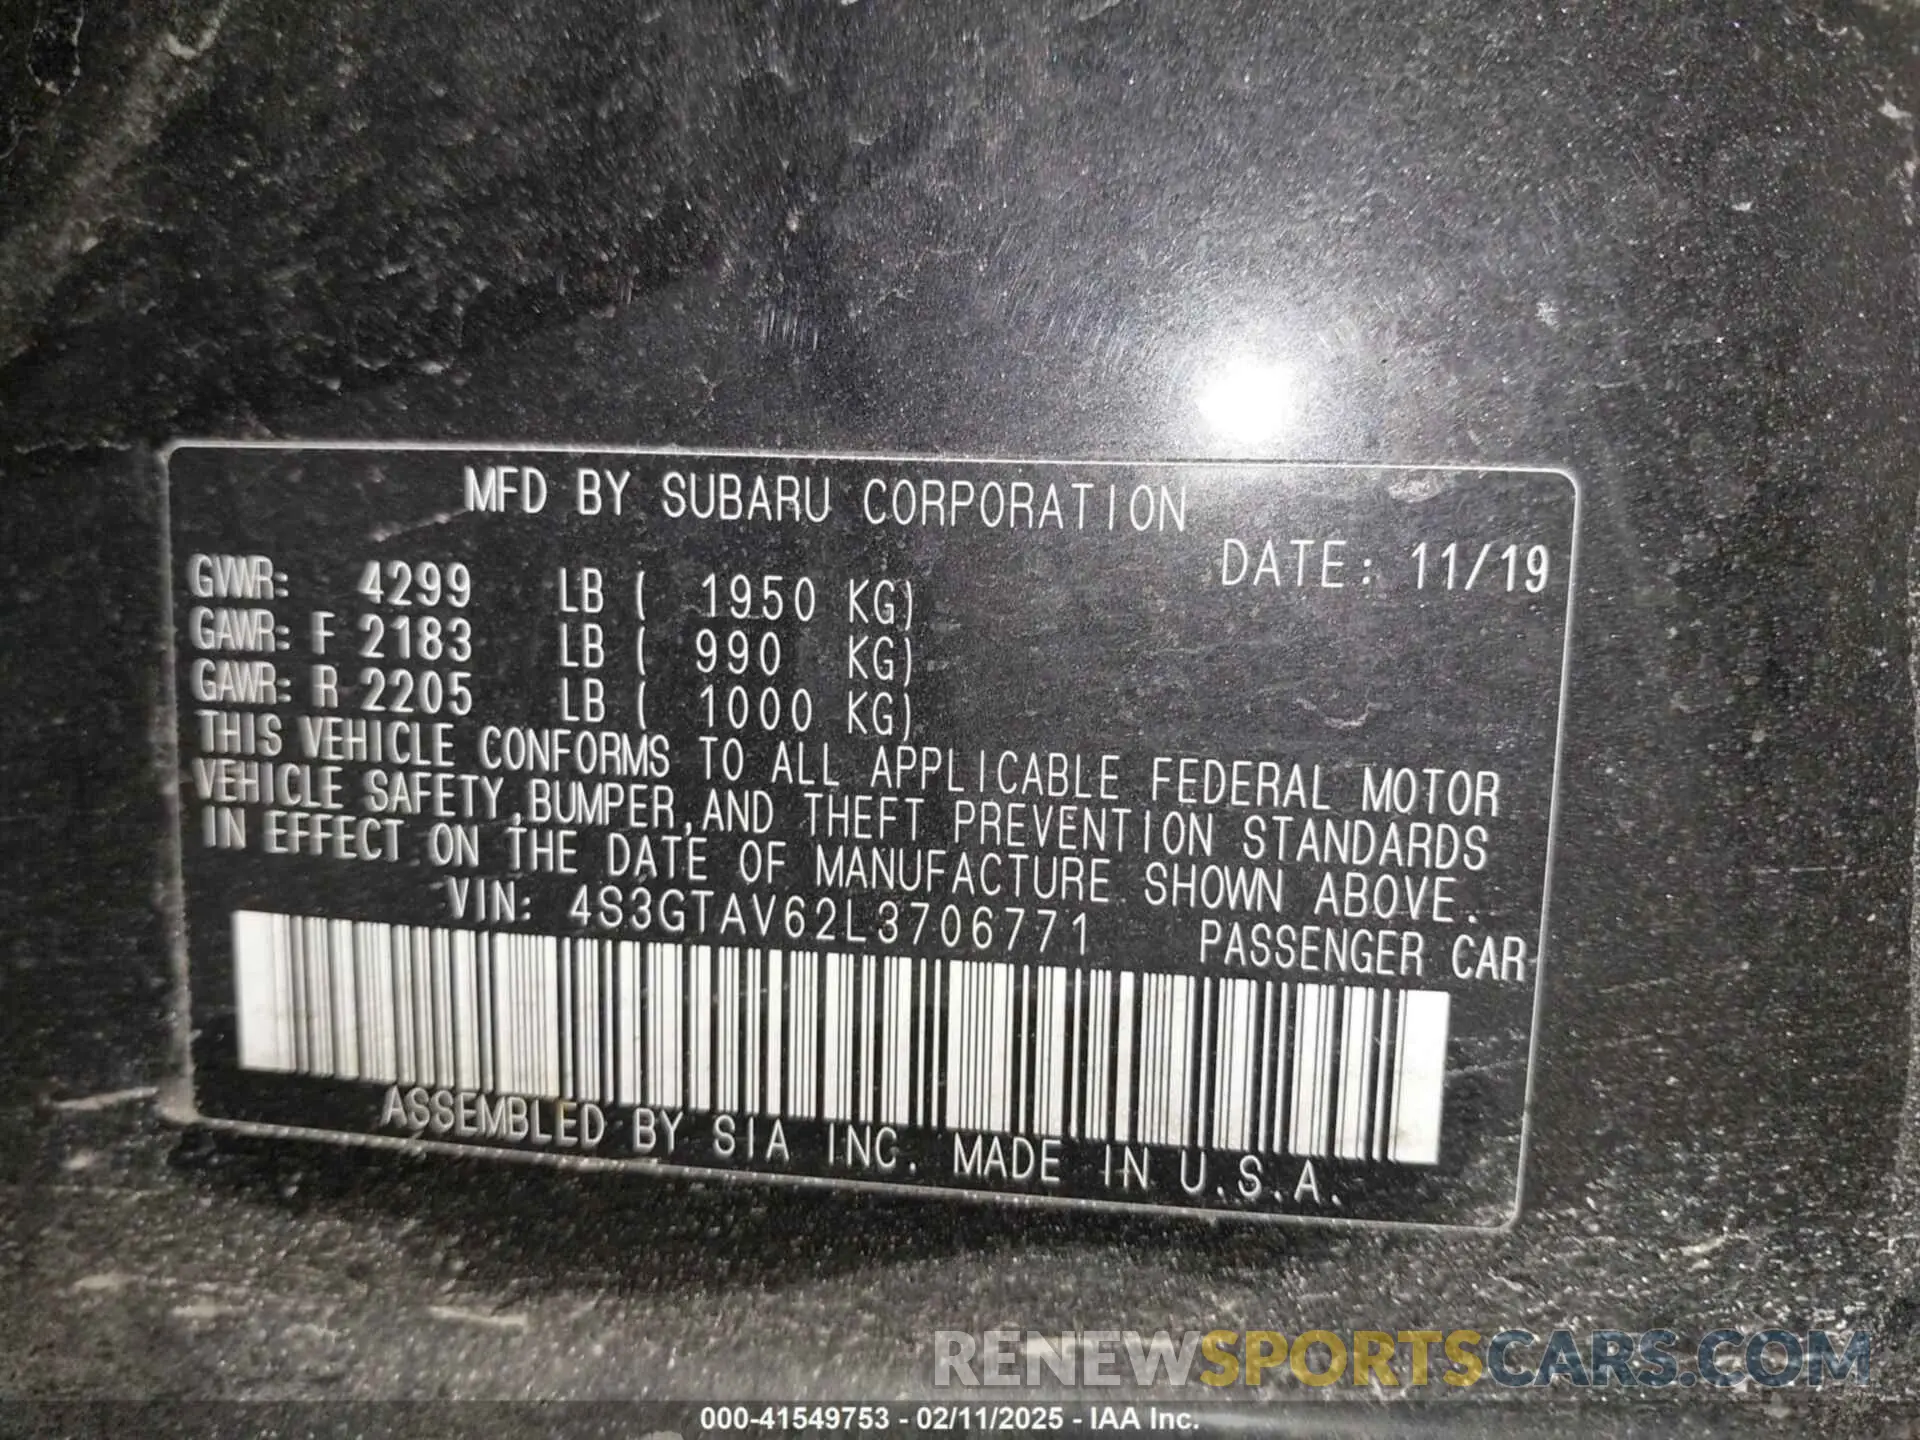 MFD BY SUBARU CORPORATION
DATE: 11/19
GVWR: 4299 LB ( 1950 KG)
GAWR: F 2183 LB ( 990 KG)
GAWR: R 2205 LB ( 1000 KG)
THIS VEHICLE CONFORMS TO ALL APPLICABLE FEDERAL MOTOR
VEHICLE SAFETY,BUMPER,AND THEFT PREVENTION STANDARDS
IN EFFECT ON THE DATE OF MANUFACTURE SHOWN ABOVE.
VIN: 4S3GTAV62L3706771 PASSENGER CAR
ASSEMBLED BY SIA INC. MADE IN U.S.A.
RENEWSPORTSCARS.COM
000-41549753 - 02/11/2025 - IAA Inc.